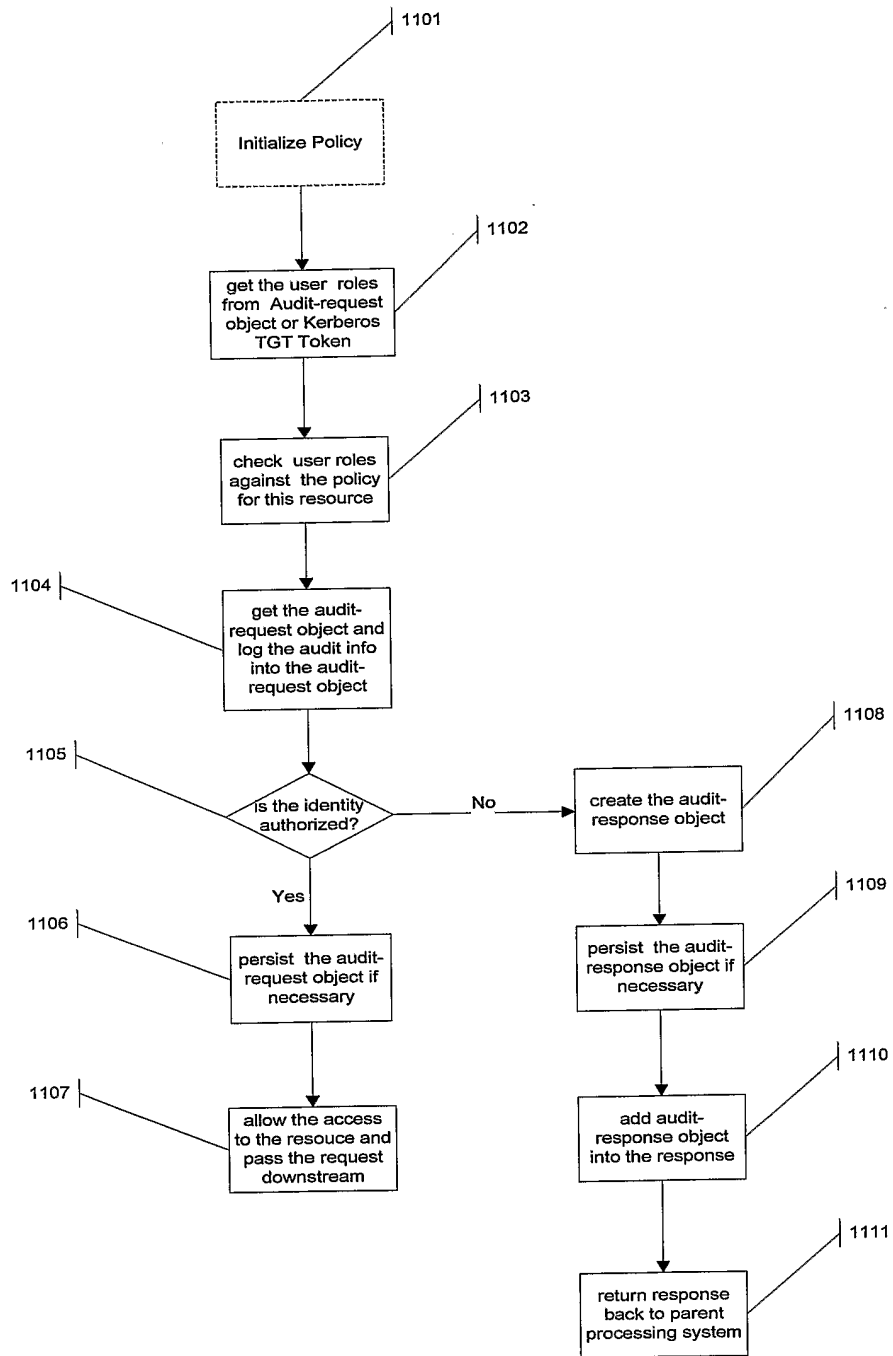 1101
Initialize Policy
1102
get the user roles
from Audit-request
object or Kerberos
TGT Token
1103
check user roles
against the policy
for this resource
1104
get the audit-
request object and
log the audit info
into the audit-
request object
1105
is the identity
authorized?
No
1108
create the audit-
response object
Yes
1106
persist the audit-
request object if
necessary
1109
persist the audit-
response object if
necessary
1107
allow the access
to the resouce and
pass the request
downstream
1110
add audit-
response object
into the response
1111
return response
back to parent
processing system